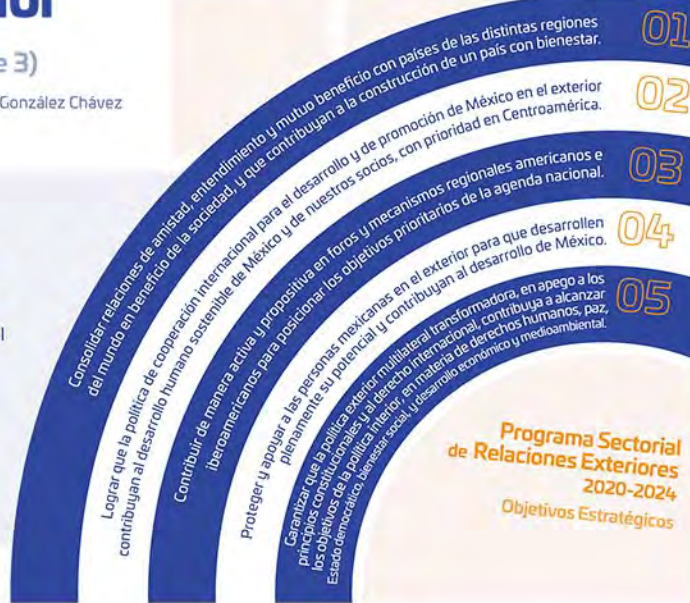 e 3)
González Chávez
l
Consolidar relaciones de amistad, entendimiento y mutuo beneficio con países de las distintas regiones
del mundo en beneficio de la sociedad, y que contribuyan a la construcción de un país con bienestar.
01
Lograr que la política de cooperación internacional para el desarrollo y de promoción de México en el exterior
contribuyan al desarrollo humano sostenible de México y de nuestros socios, con prioridad en Centroamérica.
02
Contribuir de manera activa y propositiva en foros y mecanismos regionales americanos e
iberoamericanos para posicionar los objetivos prioritarios de la agenda nacional.
03
Proteger y apoyar a las personas mexicanas en el exterior para que desarrollen
plenamente su potencial y contribuyan al desarrollo de México.
04
Garantizar que la política exterior multilateral transformadora, en apego a los
principios constitucionales y al derecho internacional, contribuya a alcanzar
los objetivos de la política interior, en materia de derechos humanos, paz,
Estado democrático, bienestar social, y desarrollo económico y medioambiental.
05
Programa Sectorial
de Relaciones Exteriores
2020-2024
Objetivos Estratégicos